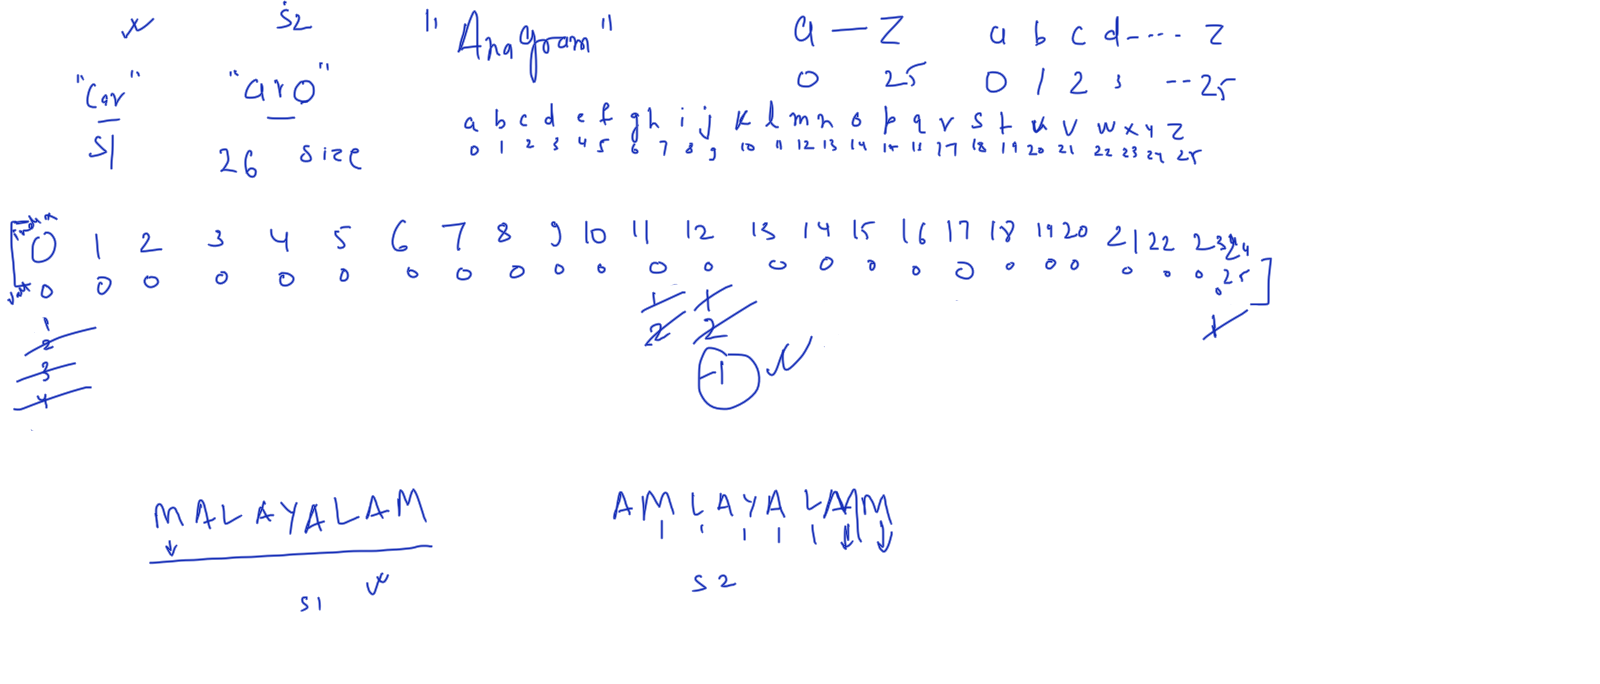 S2 "Anagram" a — z a b c d---- z
"Car" "aro" 0 25 0 1 2 3 -- 25
S1 26 size a b c d e f g h i j k l m n o p q r s t u v w x y z
0 1 2 3 4 5 6 7 8 9 10 11 12 13 14 15 16 17 18 19 20 21 22 23 24 25
index 0 1 2 3 4 5 6 7 8 9 10 11 12 13 14 15 16 17 18 19 20 21 22 23 24
0 0 0 0 0 0 0 0 0 0 0 0 0 0 0 0 0 0 0 0 0 0 0 0 25
0
1 1 1 1
2 2 2
3 -1
4
MALAYALAM AMLAYALAMM
S1 S2